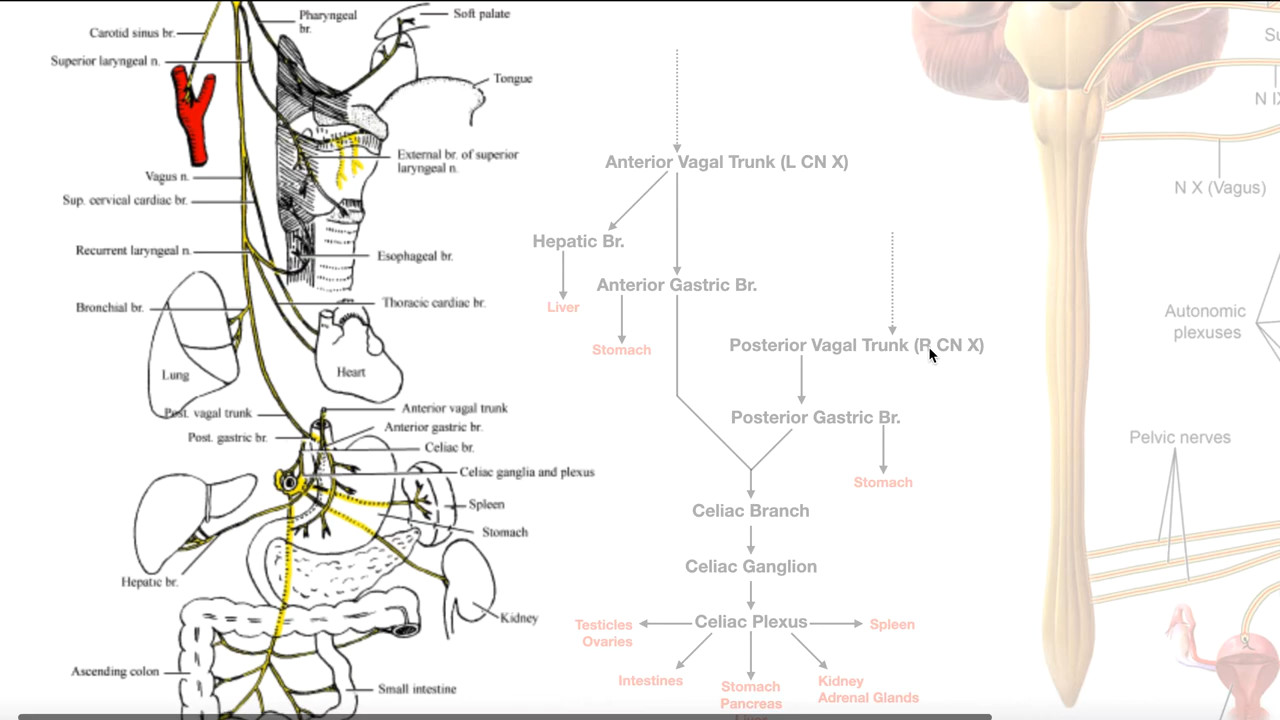 Pharyngeal
br.
Soft palate
Carotid sinus br.
Superior laryngeal n.
Tongue
External br. of superior
laryngeal n.
Vagus n.
Sup. cervical cardiac br.
Recurrent laryngeal n.
Esophageal br.
Bronchial br.
Thoracic cardiac br.
Lung
Heart
Post. vagal trunk
Anterior vagal trunk
Anterior gastric br.
Post. gastric br.
Celiac br.
Celiac ganglia and plexus
Spleen
Stomach
Hepatic br.
Kidney
Ascending colon
Small intestine
Anterior Vagal Trunk (L CN X)
Hepatic Br.
Anterior Gastric Br.
Liver
Stomach
Posterior Vagal Trunk (R CN X)
Posterior Gastric Br.
Stomach
Celiac Branch
Celiac Ganglion
Celiac Plexus
Testicles
Ovaries
Spleen
Intestines
Stomach
Pancreas
Liver
Kidney
Adrenal Glands
Su
N IX
N X (Vagus)
Autonomic
plexuses
Pelvic nerves